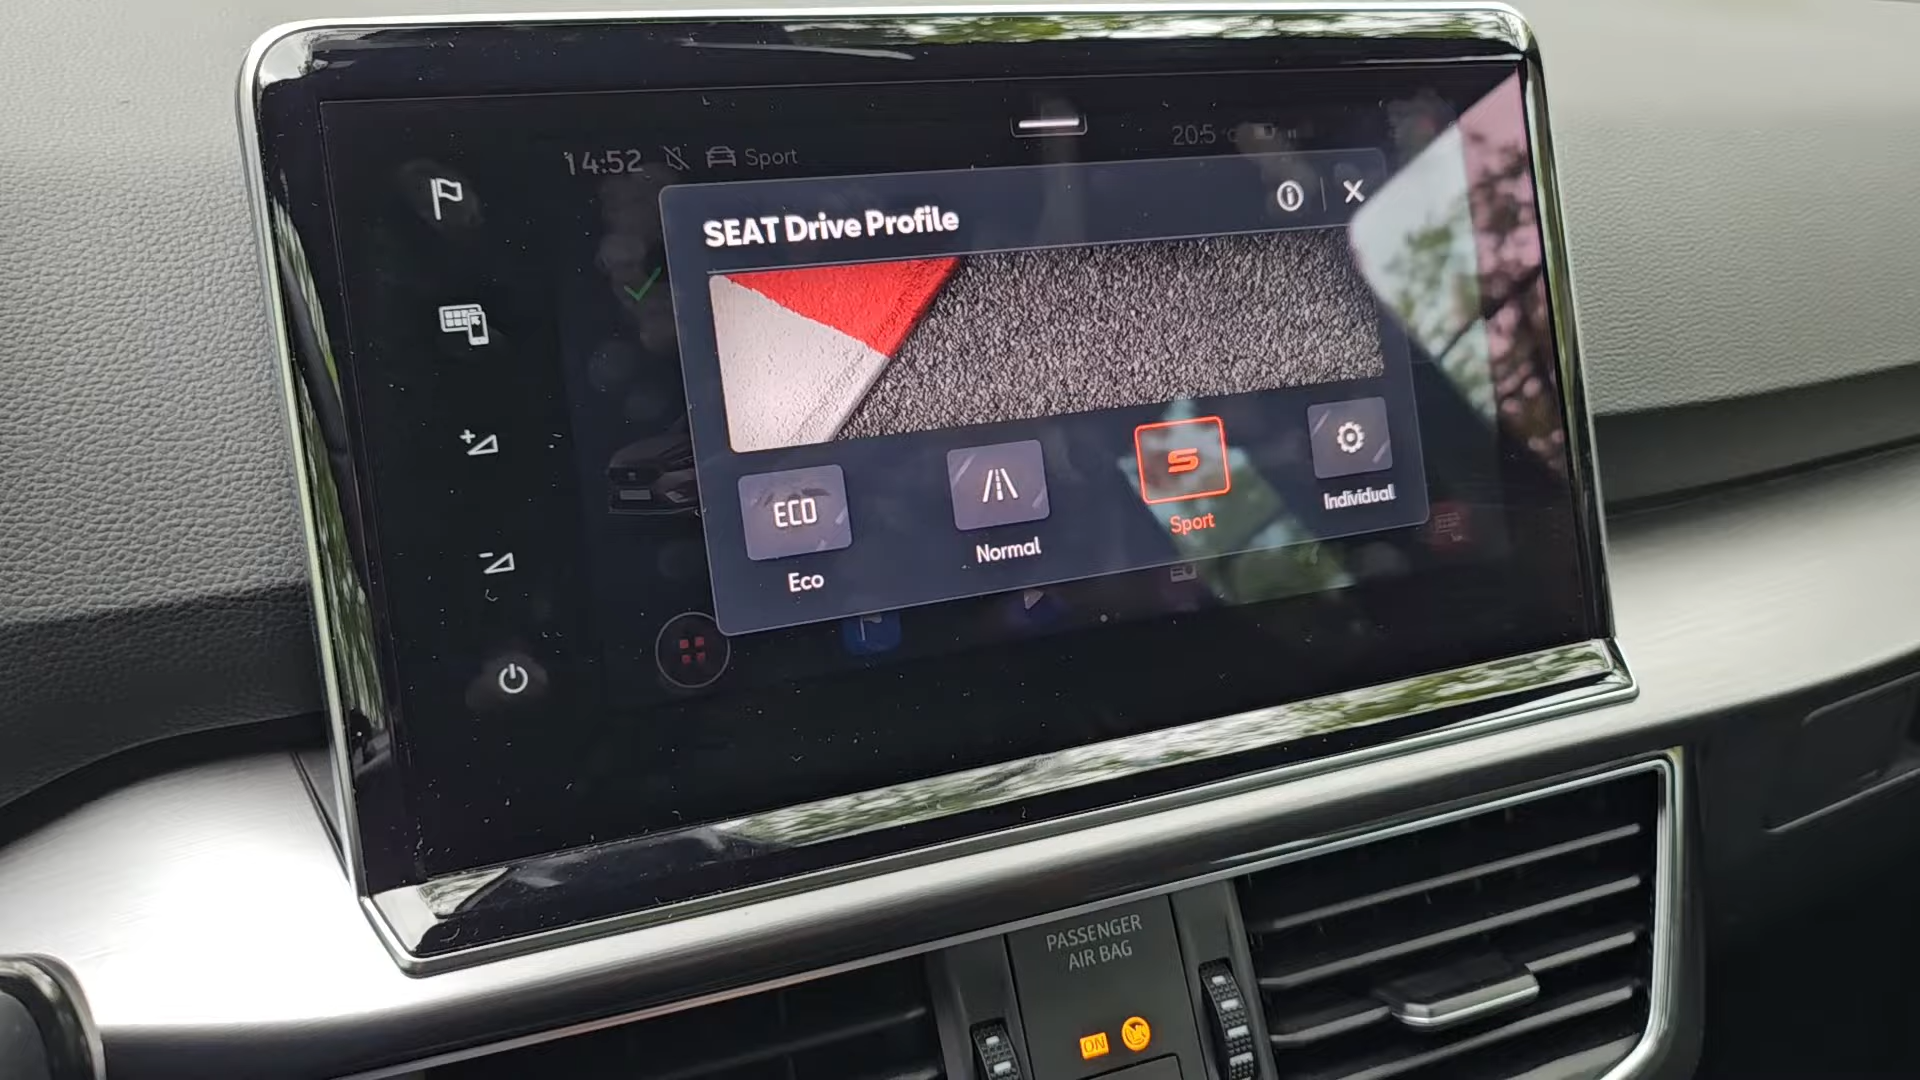 14:52 Sport
20.5 °C
SEAT Drive Profile
ECO
Eco
Normal
Sport
Individual
PASSENGER
AIR BAG
ON